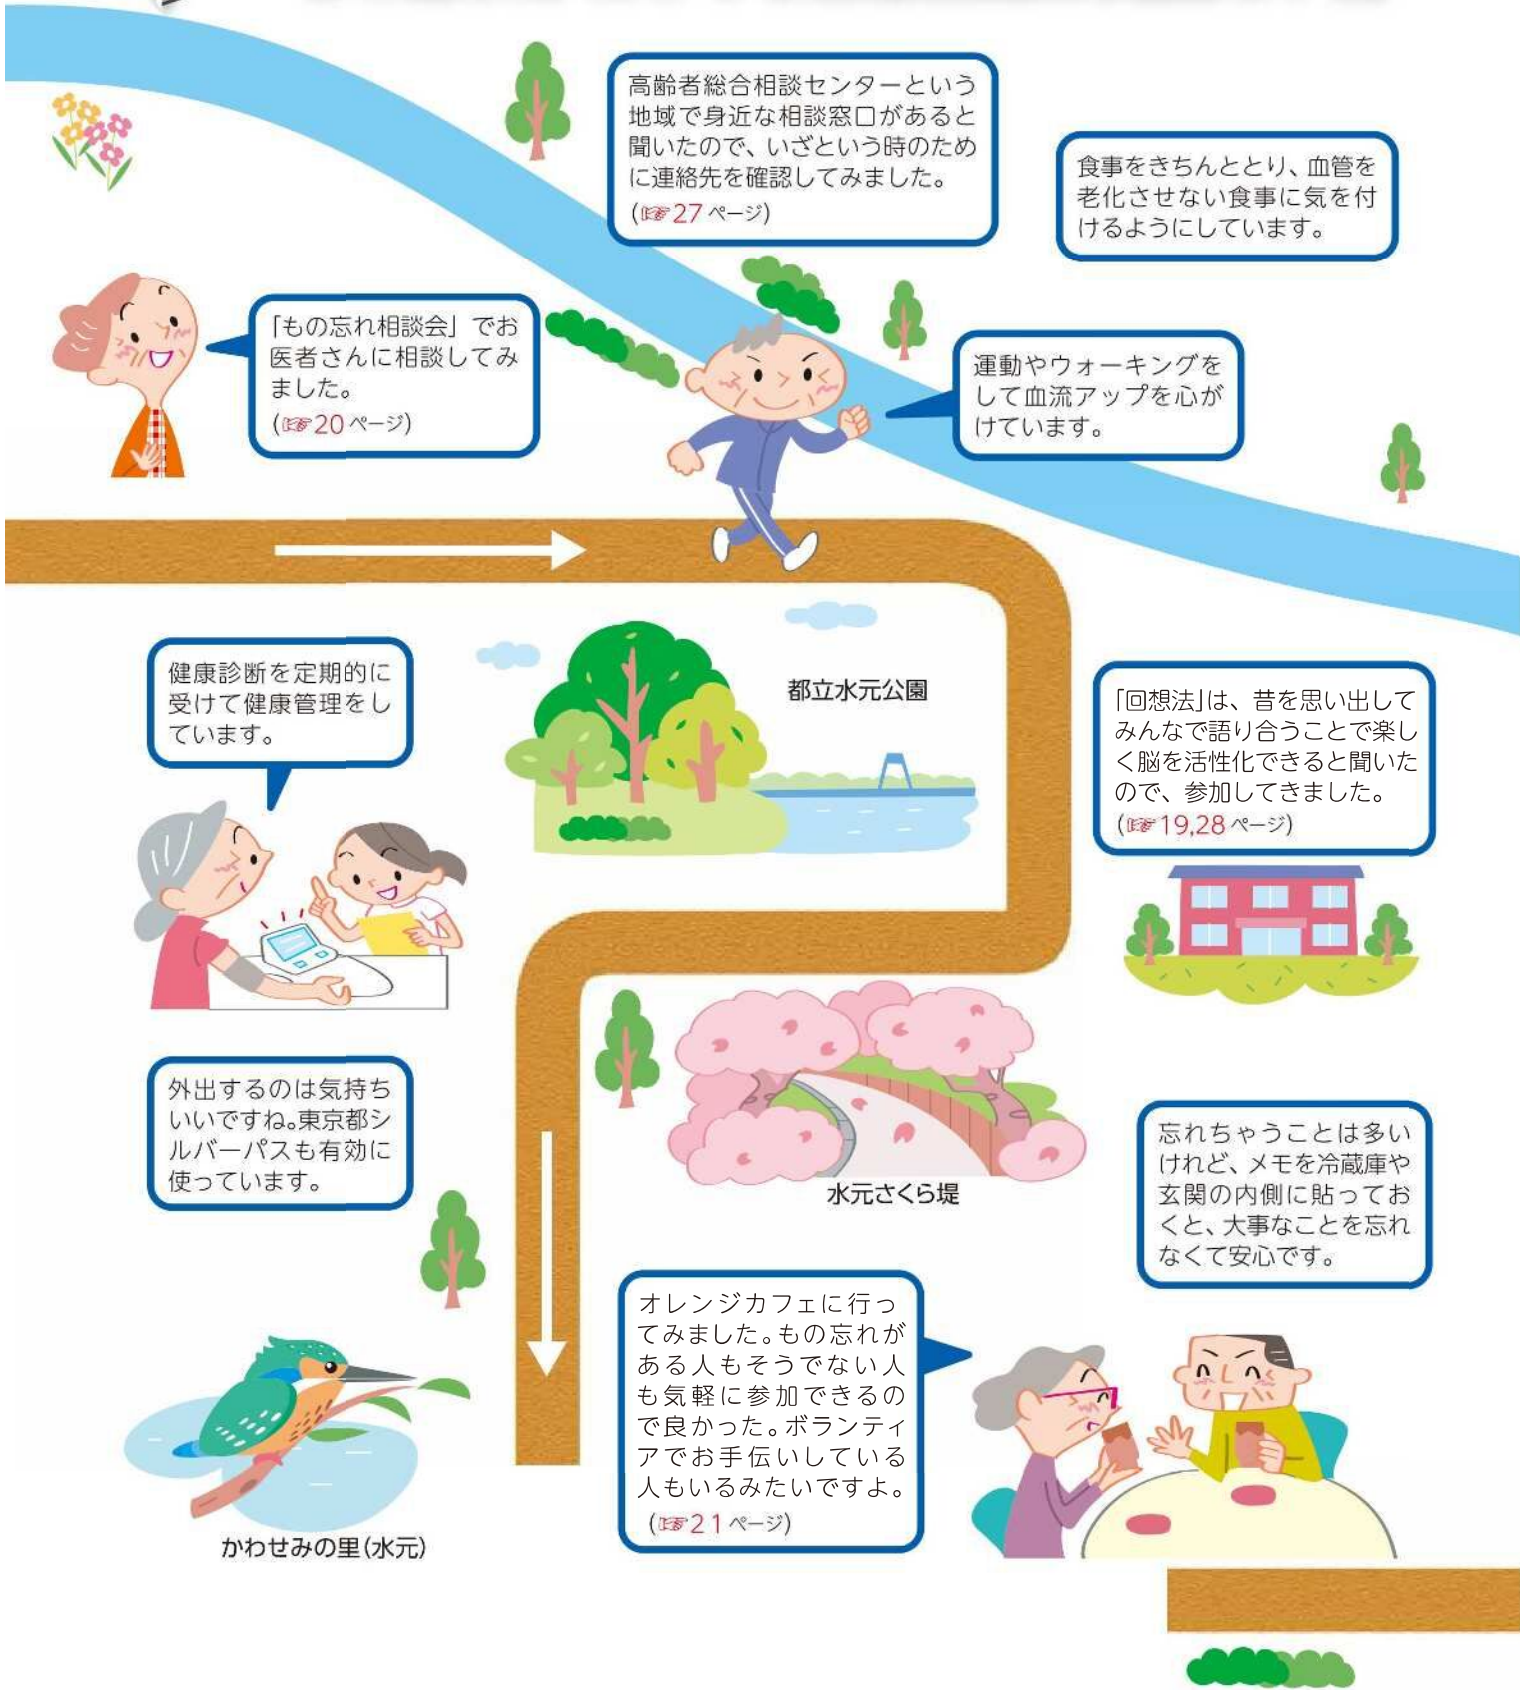 高齢者総合相談センターという
地域で身近な相談窓口があると
聞いたので、いざという時のため
に連絡先を確認してみました。
(☞27ページ)
食事をきちんととり、血管を
老化させない食事に気を付
けるようにしています。
「もの忘れ相談会」でお
医者さんに相談してみ
ました。
(☞20ページ)
運動やウォーキングを
して血流アップを心が
けています。
健康診断を定期的に
受けて健康管理をし
ています。
都立水元公園
「回想法」は、昔を思い出して
みんなで語り合うことで楽し
く脳を活性化できると聞いた
ので、参加してきました。
(☞19,28ページ)
外出するのは気持ち
いいですね。東京都シ
ルバーパスも有効に
使っています。
水元さくら堤
忘れちゃうことは多い
けれど、メモを冷蔵庫や
玄関の内側に貼ってお
くと、大事なことを忘れ
なくて安心です。
オレンジカフェに行っ
てみました。もの忘れが
ある人もそうでない人
も気軽に参加できるの
で良かった。ボランティ
アでお手伝いしている
人もいるみたいですよ。
(☞21ページ)
かわせみの里(水元)